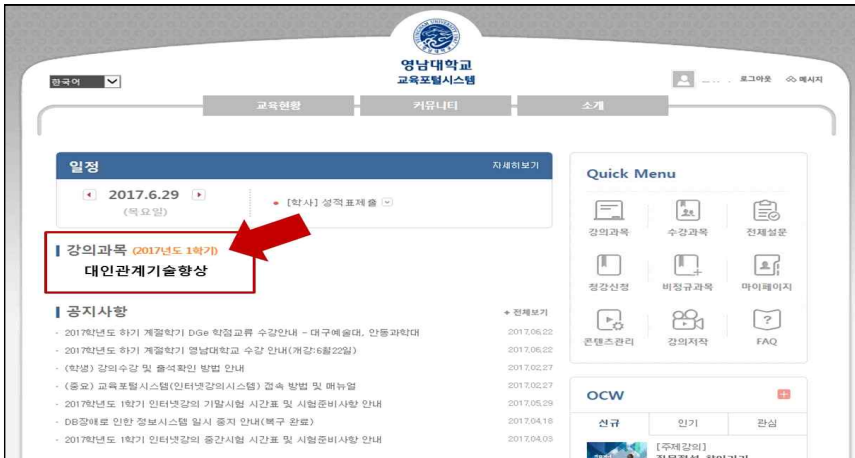 영남대학교
교육포털시스템
한국어
로그아웃 메시지
교육현황 커뮤니티 소개
일정 자세히보기
2017.6.29
(목요일)
• [학사] 성적표제출
강의과목 (2017년도 1학기)
대인관계기술향상
공지사항 + 전체보기
· 2017학년도 하기 계절학기 DGe 학점교류 수강안내 - 대구예술대, 안동과학대 2017.06.22
· 2017학년도 하기 계절학기 영남대학교 수강 안내(개강:6월22일) 2017.06.22
· (학생) 강의수강 및 출석확인 방법 안내 2017.02.27
· (중요) 교육포털시스템(인터넷강의시스템) 접속 방법 및 매뉴얼 2017.02.27
· 2017학년도 1학기 인터넷강의 기말시험 시간표 및 시험준비사항 안내 2017.05.29
· DB장애로 인한 정보시스템 일시 중지 안내(복구 완료) 2017.04.18
· 2017학년도 1학기 인터넷강의 중간시험 시간표 및 시험준비사항 안내 2017.04.03
Quick Menu
강의과목 수강과목 전체설문
청강신청 비정규과목 마이페이지
콘텐츠관리 강의저작 FAQ
OCW
신규 인기 관심
[주제강의]